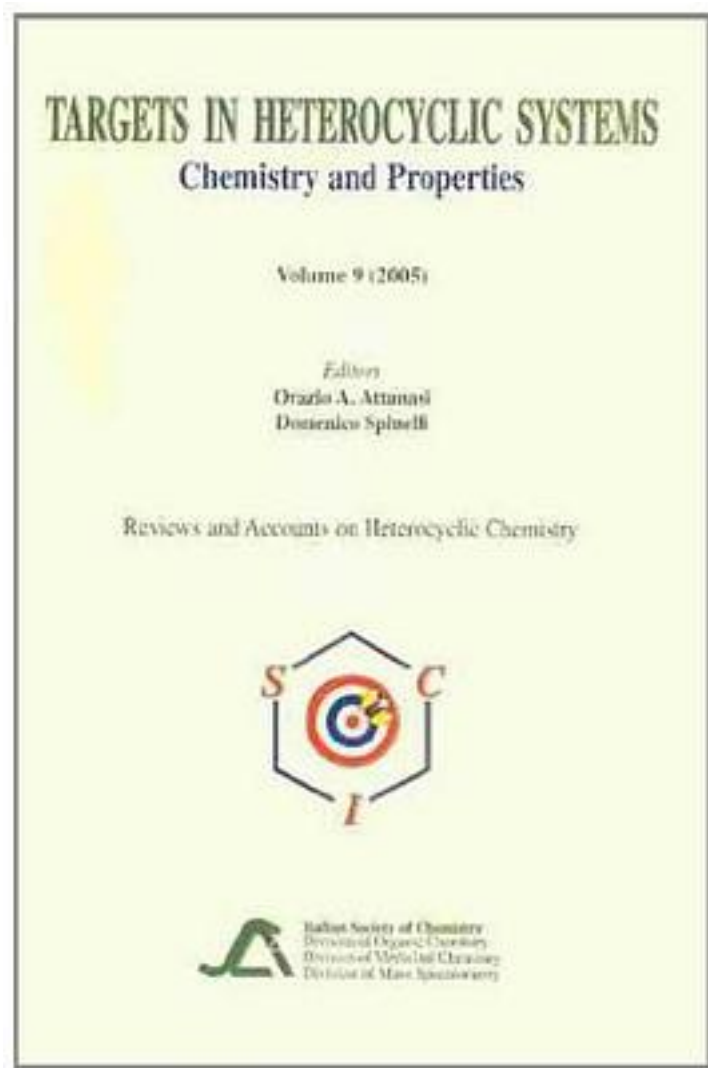 TARGETS IN HETEROCYCLIC SYSTEMS
Chemistry and Properties
Volume 9 (2005)
Editors
Orazio A. Attanasi
Domenico Spinelli
Reviews and Accounts on Heterocyclic Chemistry
S C
I
Italian Society of Chemistry
Division of Organic Chemistry
Division of Medicinal Chemistry
Division of Mass Spectrometry